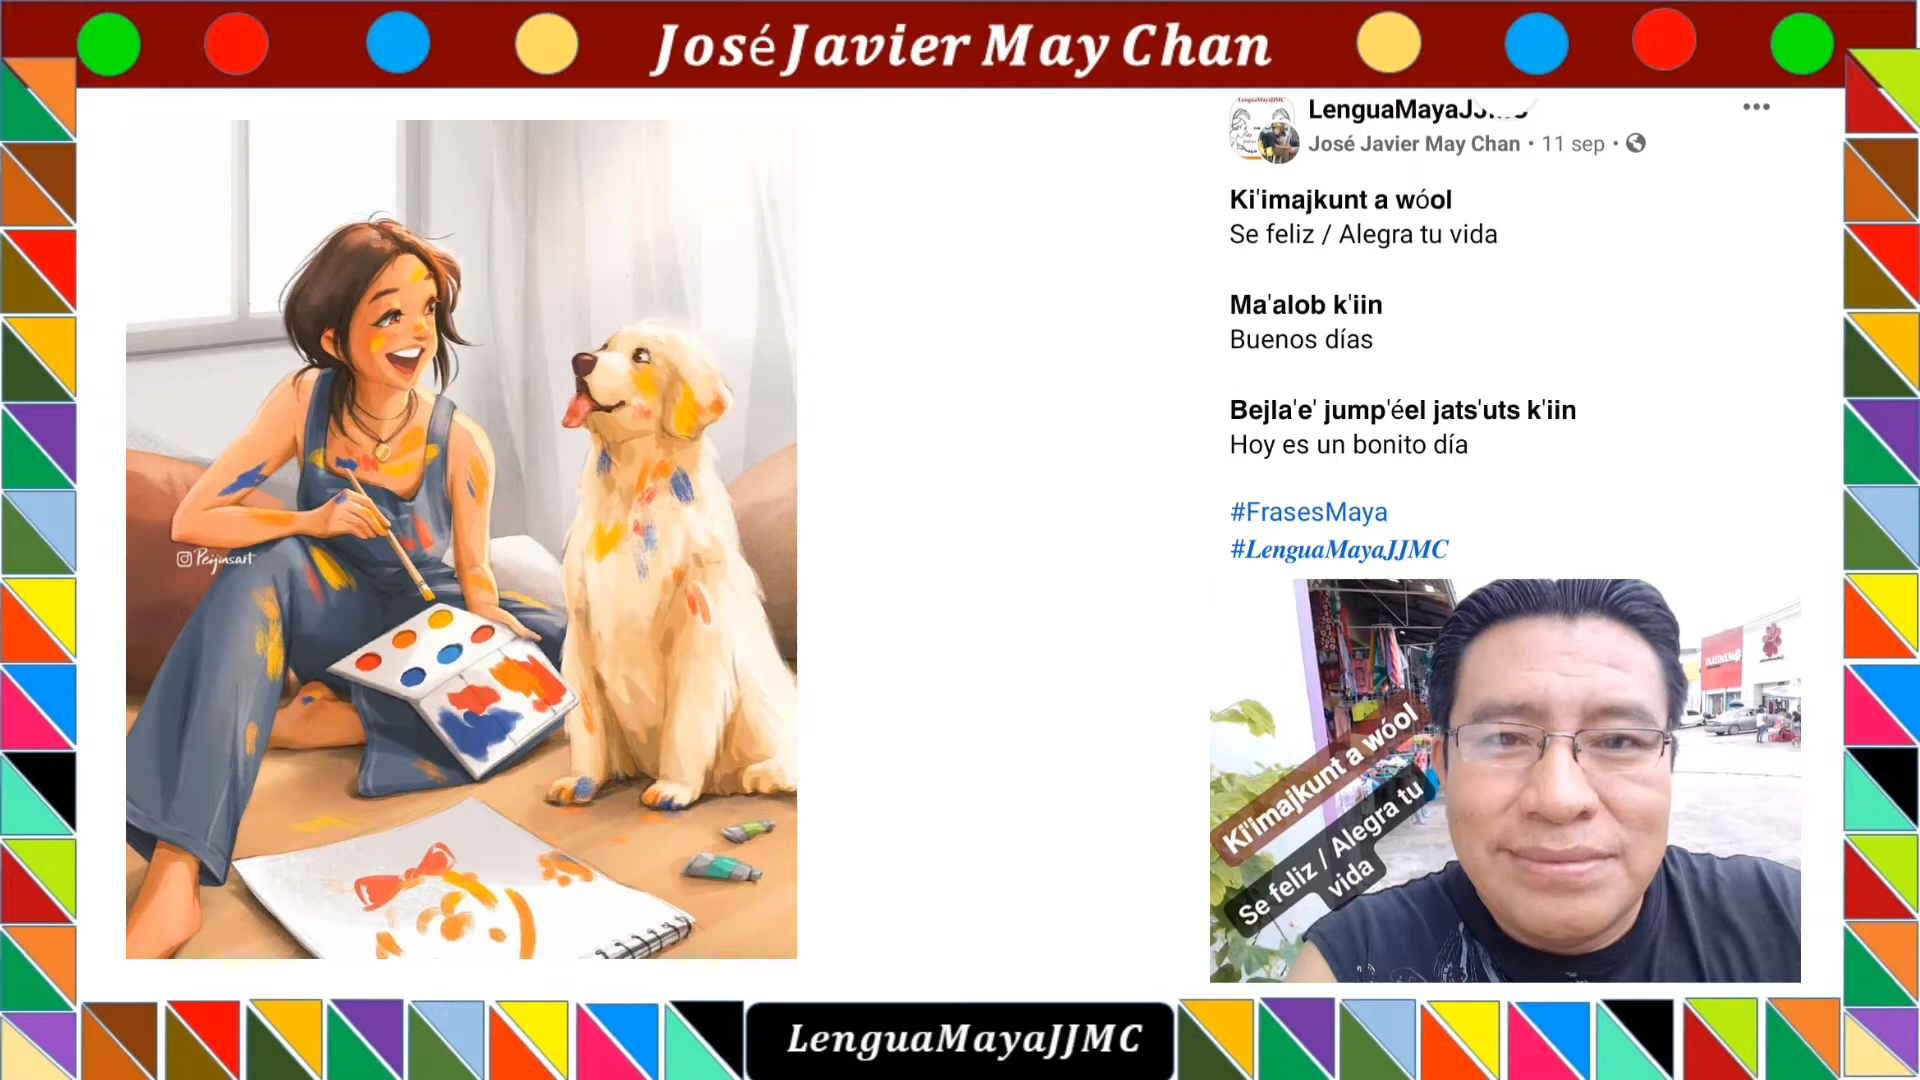 José Javier May Chan
LenguaMayaJJMC
José Javier May Chan • 11 sep •
Ki'imajkunt a wóol
Se feliz / Alegra tu vida
Ma'alob k'iin
Buenos días
Bejla'e' jump'éel jats'uts k'iin
Hoy es un bonito día
#FrasesMaya
#LenguaMayaJJMC
Peijinsart
Ki'imajkunt a wóol
Se feliz / Alegra tu
vida
LenguaMayaJJMC